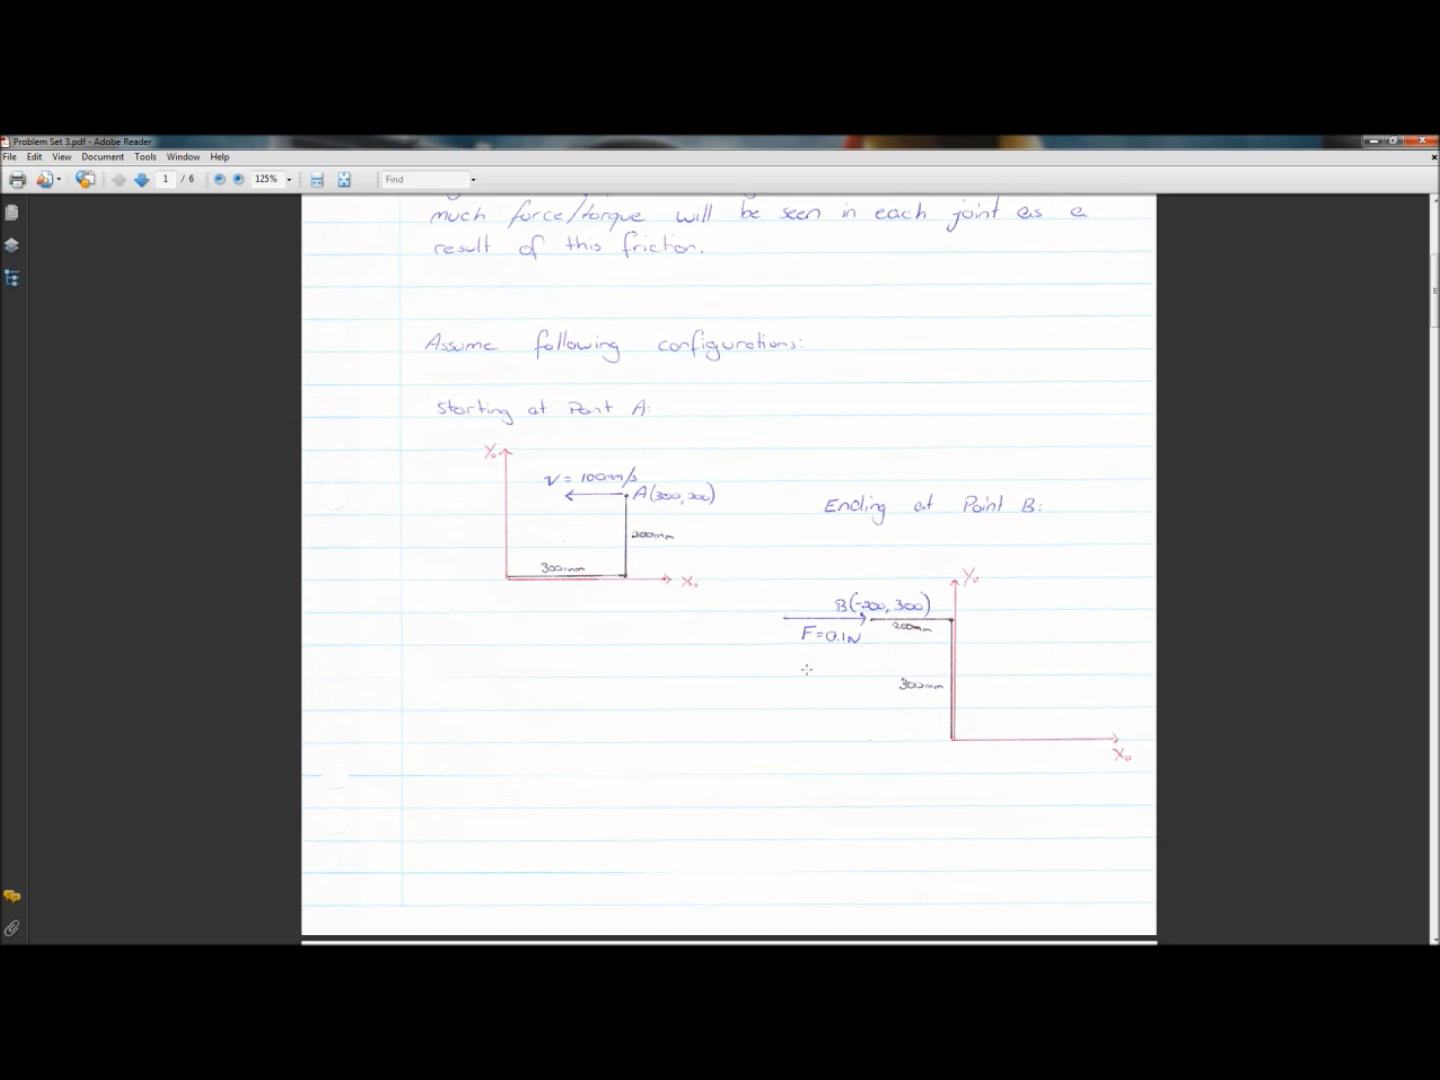 Problem Set 3.pdf - Adobe Reader
File Edit View Document Tools Window Help
1 / 6 125% Find
much force/torque will be seen in each joint as a
result of this friction.
Assume following configurations:
Starting at Point A:
Y₀
V = 100mm/s
A(300,200)
200mm
300mm
X₀
Ending at Point B:
Y₀
B(-200, 300)
200mm
F=0.1N
300mm
X₀